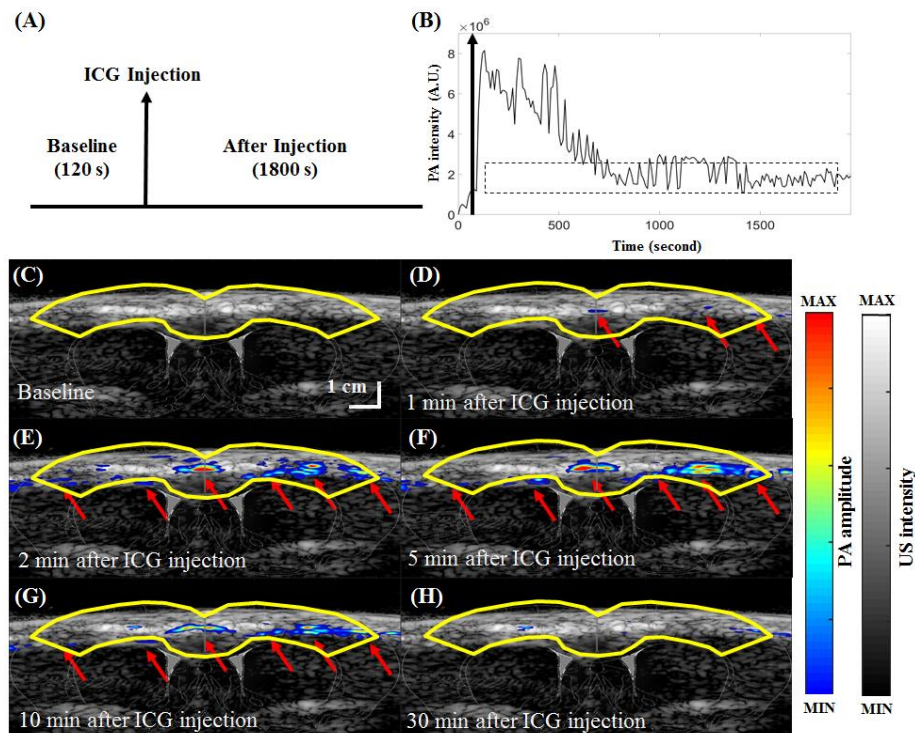 (A)
ICG Injection
Baseline
(120 s)
After Injection
(1800 s)
(B)
×10⁶
8
6
4
2
0
PA intensity (A.U.)
0 500 1000 1500
Time (second)
(C)
Baseline
1 cm
(D)
1 min after ICG injection
(E)
2 min after ICG injection
(F)
5 min after ICG injection
(G)
10 min after ICG injection
(H)
30 min after ICG injection
MAX
PA amplitude
MIN
MAX
US intensity
MIN